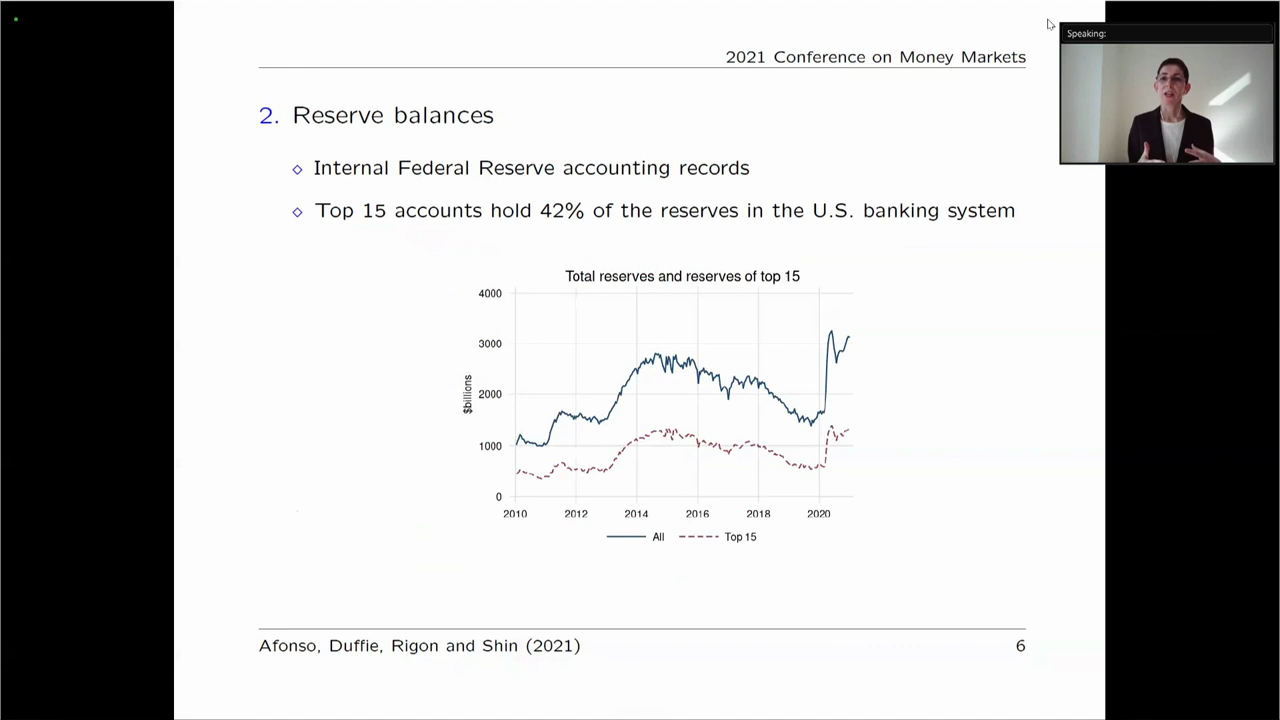 2021 Conference on Money Markets
Speaking:
2. Reserve balances
Internal Federal Reserve accounting records
Top 15 accounts hold 42% of the reserves in the U.S. banking system
Total reserves and reserves of top 15
4000
3000
2000
1000
0
$billions
2010 2012 2014 2016 2018 2020
All Top 15
Afonso, Duffie, Rigon and Shin (2021) 6